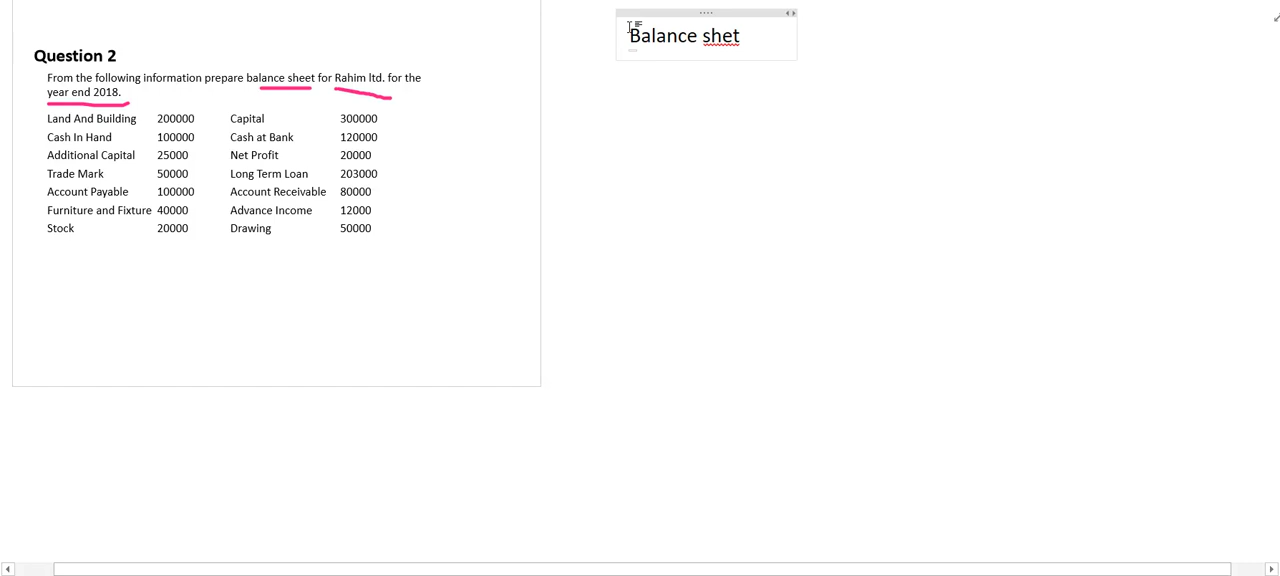 Question 2
From the following information prepare balance sheet for Rahim ltd. for the
year end 2018.
Land And Building 200000 Capital 300000
Cash In Hand 100000 Cash at Bank 120000
Additional Capital 25000 Net Profit 20000
Trade Mark 50000 Long Term Loan 203000
Account Payable 100000 Account Receivable 80000
Furniture and Fixture 40000 Advance Income 12000
Stock 20000 Drawing 50000
Balance shet